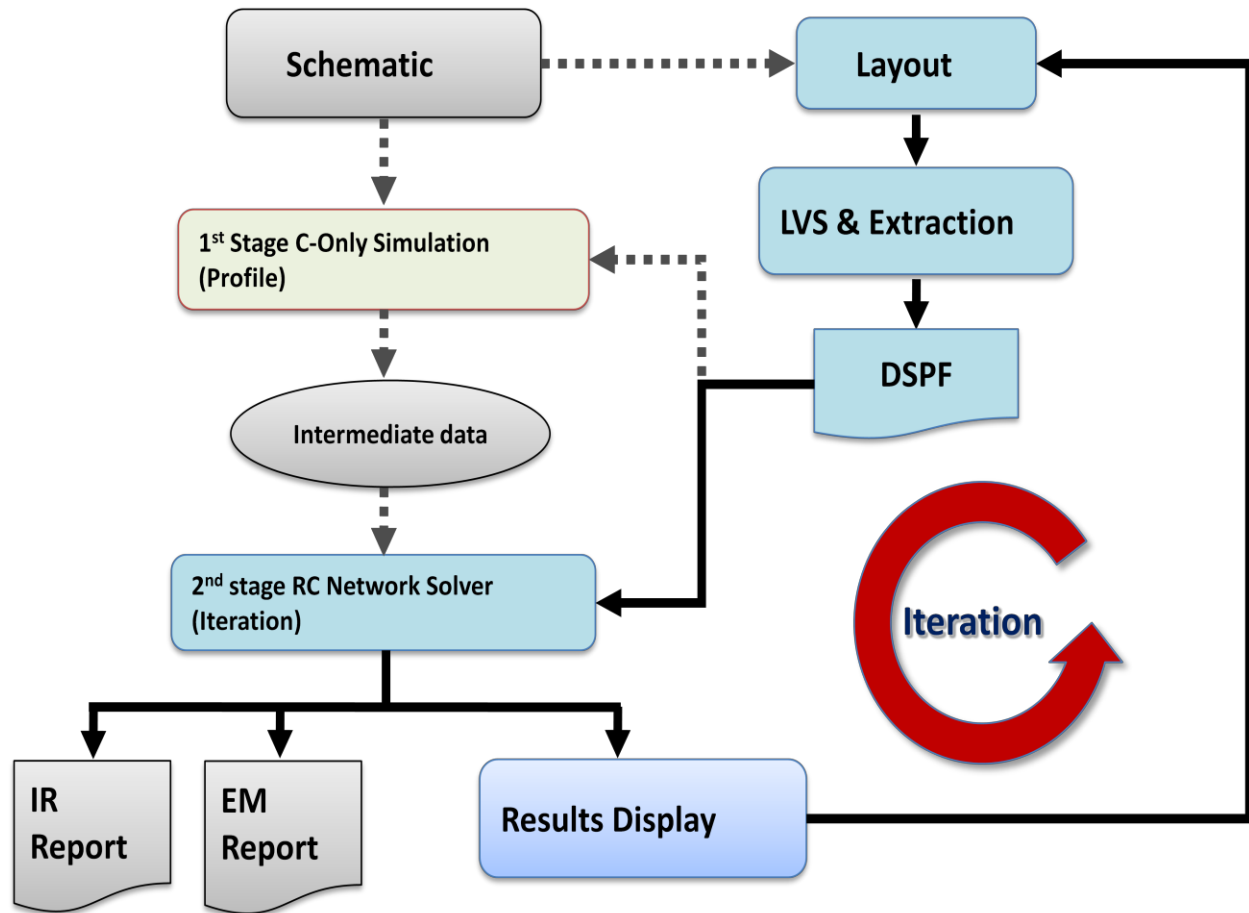 Schematic
Layout
1st Stage C-Only Simulation
(Profile)
LVS & Extraction
DSPF
Intermediate data
2nd stage RC Network Solver
(Iteration)
Iteration
IR
Report
EM
Report
Results Display